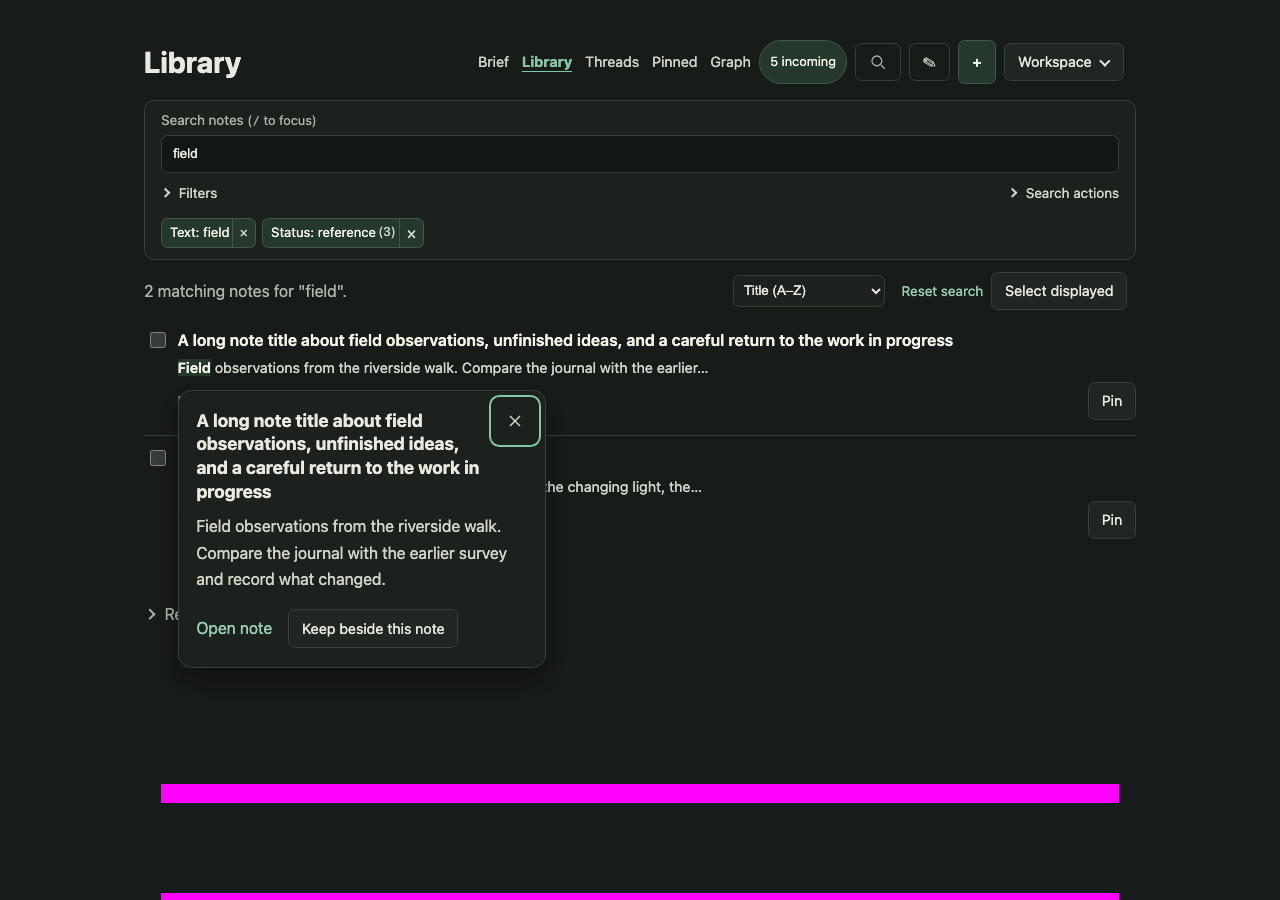 Library
Brief Library Threads Pinned Graph 5 incoming + Workspace
Search notes (/ to focus)
field
Filters
Search actions
Text: field ×
Status: reference (3) ×
2 matching notes for "field".
Title (A–Z)
Reset search
Select displayed
A long note title about field observations, unfinished ideas, and a careful return to the work in progress
Field observations from the riverside walk. Compare the journal with the earlier…
Pin
A long note title about field
observations, unfinished ideas,
and a careful return to the work in
progress
Field observations from the riverside walk.
Compare the journal with the earlier survey
and record what changed.
Open note
Keep beside this note
the changing light, the…
Pin